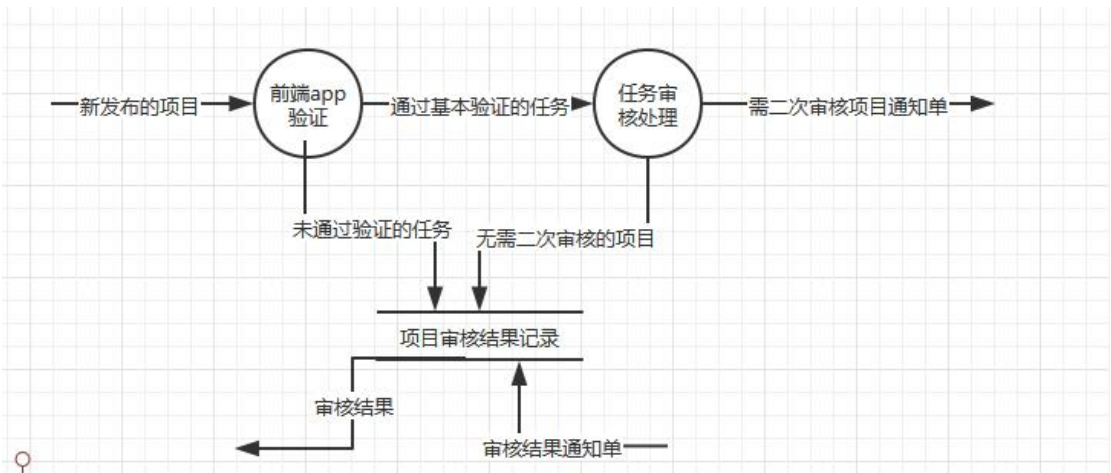 新发布的项目
前端app
验证
通过基本验证的任务
任务审
核处理
需二次审核项目通知单
未通过验证的任务
无需二次审核的项目
项目审核结果记录
审核结果
审核结果通知单